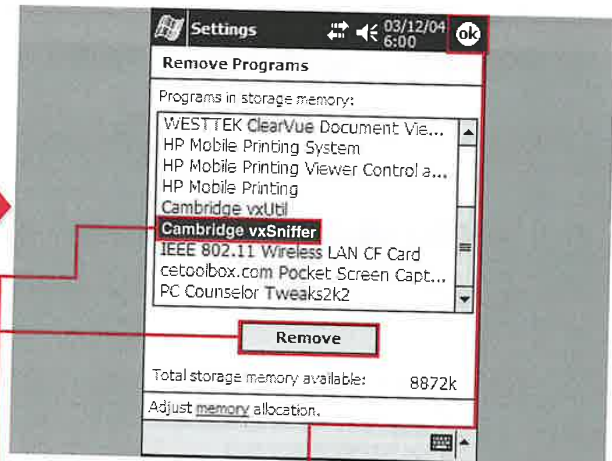 Settings
03/12/04
6:00
ok
Remove Programs
Programs in storage memory:
WESTTEK ClearVue Document Vie...
HP Mobile Printing System
HP Mobile Printing Viewer Control a...
HP Mobile Printing
Cambridge vxUtil
Cambridge vxSniffer
IEEE 802.11 Wireless LAN CF Card
cetoolbox.com Pocket Screen Capt...
PC Counselor Tweaks2k2
Remove
Total storage memory available: 8872k
Adjust memory allocation.